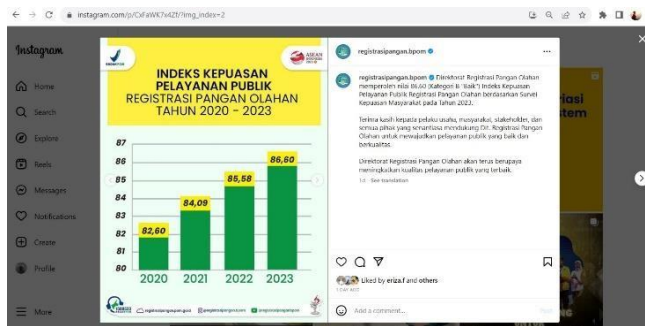 instagram.com/p/CxFaWK7x4Zf/?img_index=2
Instagram
Home
Search
Explore
Reels
Messages
Notifications
Create
Profile
More
ASEAN
INDEKS KEPUASAN
PELAYANAN PUBLIK
REGISTRASI PANGAN OLAHAN
TAHUN 2020 - 2023
87
86
85
84
83
82
81
80
82,60
84,09
85,58
86,60
2020
2021
2022
2023
registrasipangan.bpom
registrasipangan.bpom Direktorat Registrasi Pangan Olahan
memperoleh nilai 86,60 (Kategori B "Baik") Indeks Kepuasan
Pelayanan Publik Registrasi Pangan Olahan berdasarkan Survei
Kepuasan Masyarakat pada Tahun 2023.
Terima kasih kepada pelaku usaha, masyarakat, stakeholder, dan
semua pihak yang senantiasa mendukung Dit. Registrasi Pangan
Olahan untuk mewujudkan pelayanan publik yang baik dan
berkualitas.
Direktorat Registrasi Pangan Olahan akan terus berupaya
meningkatkan kualitas pelayanan publik yang terbaik.
1d See translation
Liked by eriza.f and others
1 DAY AGO
Add a comment...